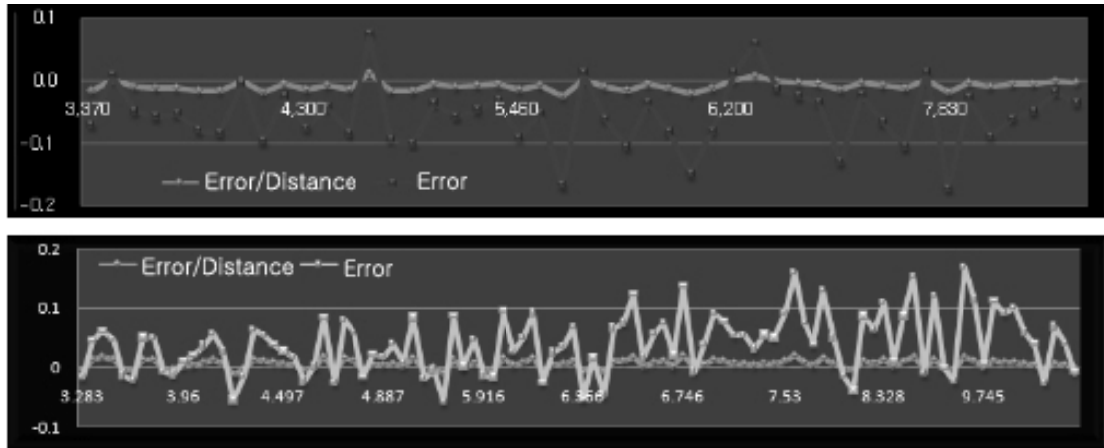 0.1
0.0
3,370 4,300 5,460 6,200 7,830
-0.1
Error/Distance Error
-0.2
0.2
Error/Distance Error
0.1
0
3.283 3.96 4.497 4.887 5.916 6.366 6.746 7.53 8.328 9.745
-0.1